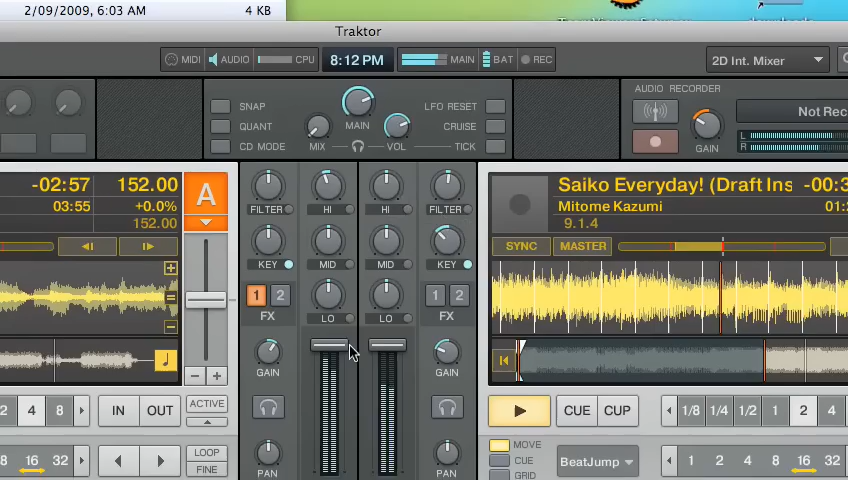 2/09/2009, 6:03 AM 4 KB
Traktor
MIDI AUDIO CPU 8:12 PM MAIN BAT REC 2D Int. Mixer
SNAP LFO RESET AUDIO RECORDER
QUANT MAIN CRUISE Not Rec
CD MODE MIX VOL TICK GAIN L
R
-02:57 152.00 A Saiko Everyday! (Draft Ins -00:3
03:55 +0.0% FILTER HI HI FILTER Mitome Kazumi 01:2
152.00 9.1.4
SYNC MASTER
KEY MID MID KEY
1 2 1 2
FX LO LO FX
GAIN GAIN
2 4 8 IN OUT ACTIVE CUE CUP 1/8 1/4 1/2 1 2 4
LOOP MOVE
8 16 32 FINE CUE BeatJump 1 2 4 8 16 32
PAN PAN GRID